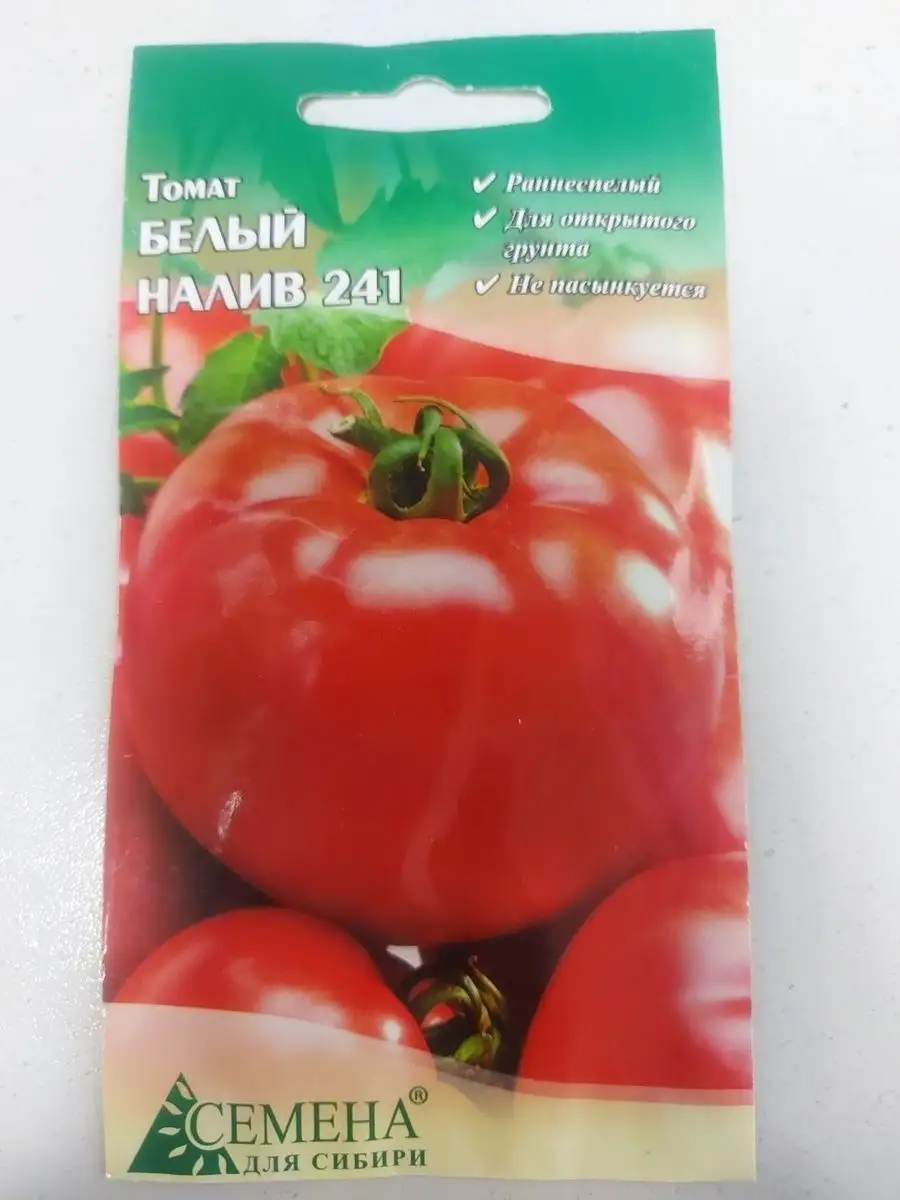 Томат
БЕЛЫЙ
НАЛИВ 241
✔ Раннеспелый
✔ Для открытого
грунта
✔ Не пасынкуется
СЕМЕНА®
ДЛЯ СИБИРИ